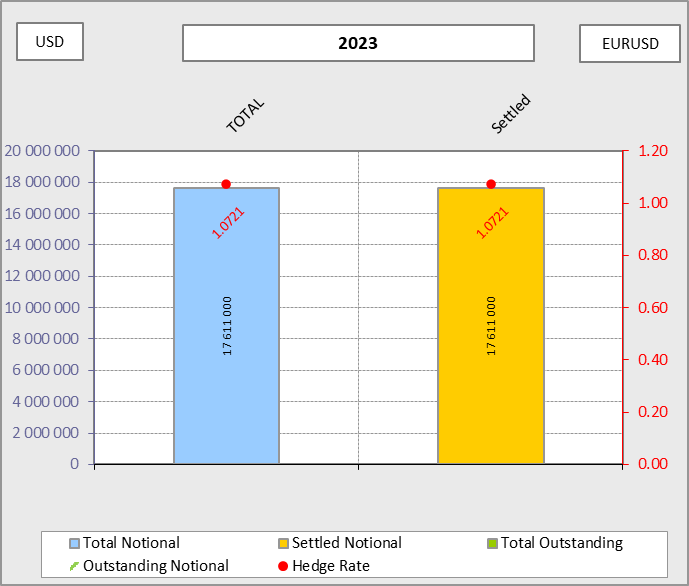 USD
2023
EURUSD
TOTAL
Settled
20 000 000
18 000 000
16 000 000
14 000 000
12 000 000
10 000 000
8 000 000
6 000 000
4 000 000
2 000 000
0
1.0721
17 611 000
1.0721
17 611 000
1.20
1.00
0.80
0.60
0.40
0.20
0.00
Total Notional
Settled Notional
Total Outstanding
Outstanding Notional
Hedge Rate